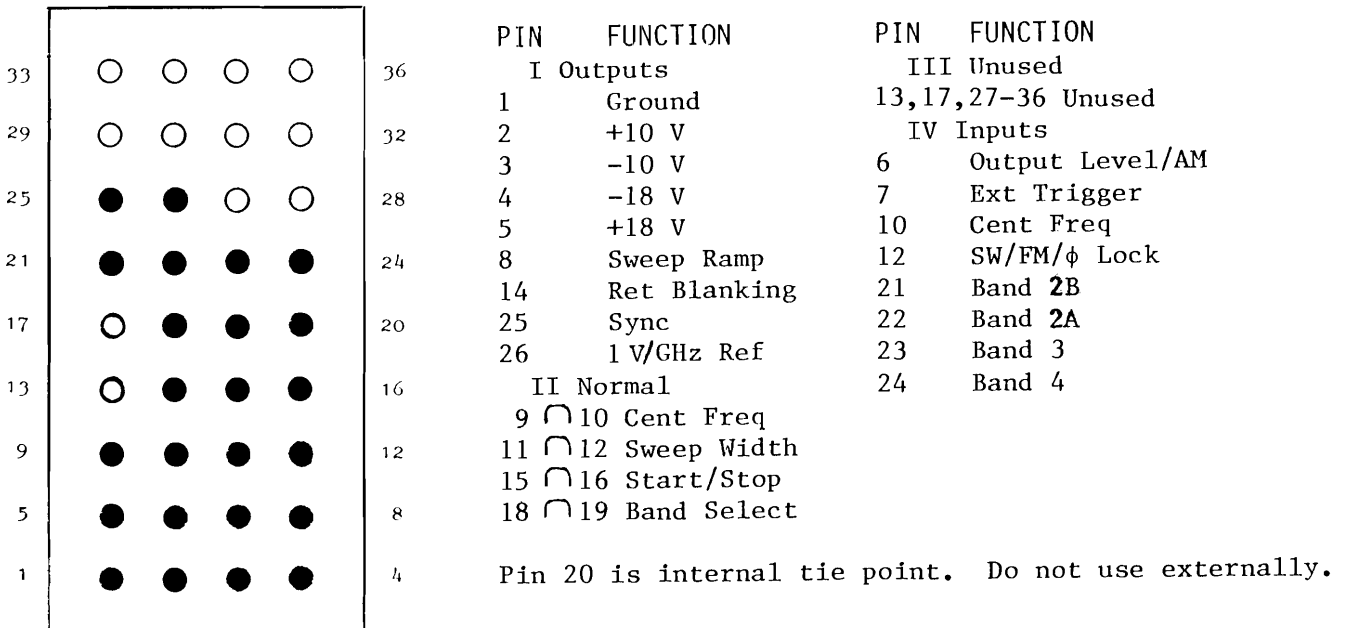 33 36
29 32
25 28
21 24
17 20
13 16
9 12
5 8
1 4
PIN FUNCTION
I Outputs
1 Ground
2 +10 V
3 -10 V
4 -18 V
5 +18 V
8 Sweep Ramp
14 Ret Blanking
25 Sync
26 1 V/GHz Ref
II Normal
9 ⋂ 10 Cent Freq
11 ⋂ 12 Sweep Width
15 ⋂ 16 Start/Stop
18 ⋂ 19 Band Select
PIN FUNCTION
III Unused
13,17,27-36 Unused
IV Inputs
6 Output Level/AM
7 Ext Trigger
10 Cent Freq
12 SW/FM/ϕ Lock
21 Band 2B
22 Band 2A
23 Band 3
24 Band 4
Pin 20 is internal tie point. Do not use externally.